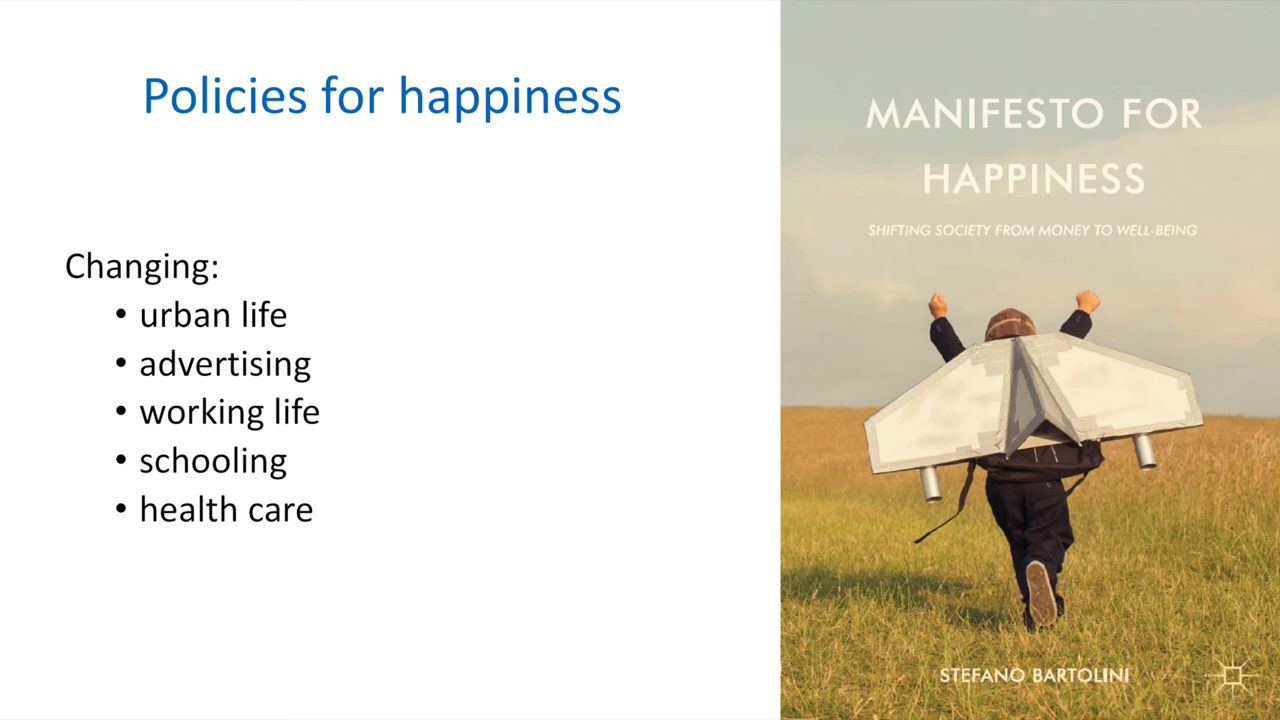 Policies for happiness
Changing:
• urban life
• advertising
• working life
• schooling
• health care
MANIFESTO FOR
HAPPINESS
SHIFTING SOCIETY FROM MONEY TO WELL-BEING
STEFANO BARTOLINI